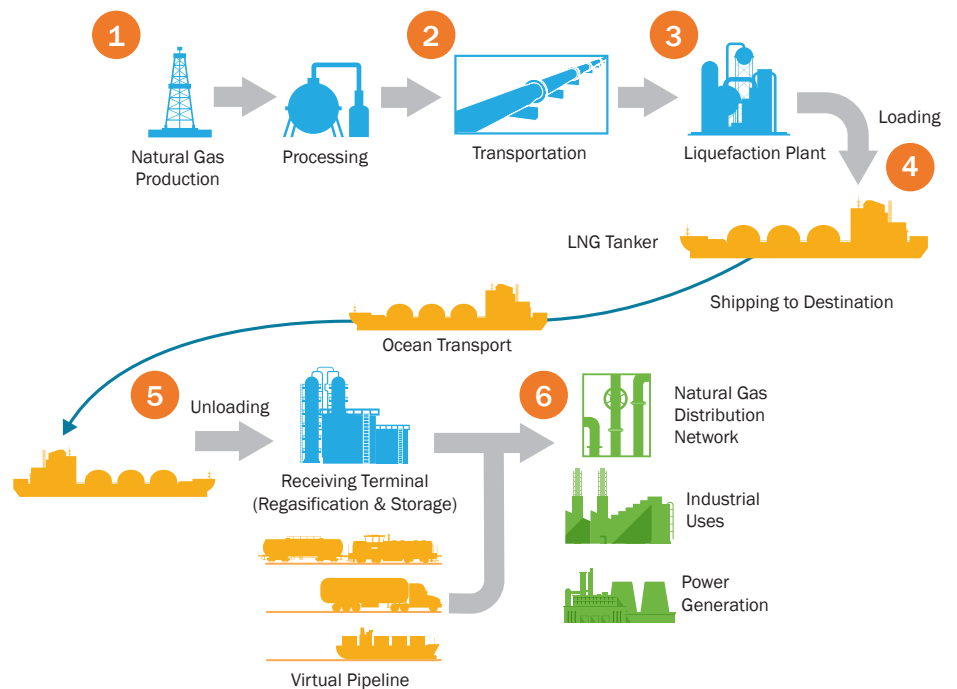 1
2
3
Natural Gas
Production
Processing
Transportation
Liquefaction Plant
Loading
4
LNG Tanker
Shipping to Destination
Ocean Transport
5
Unloading
Receiving Terminal
(Regasification & Storage)
6
Natural Gas
Distribution
Network
Industrial
Uses
Power
Generation
Virtual Pipeline